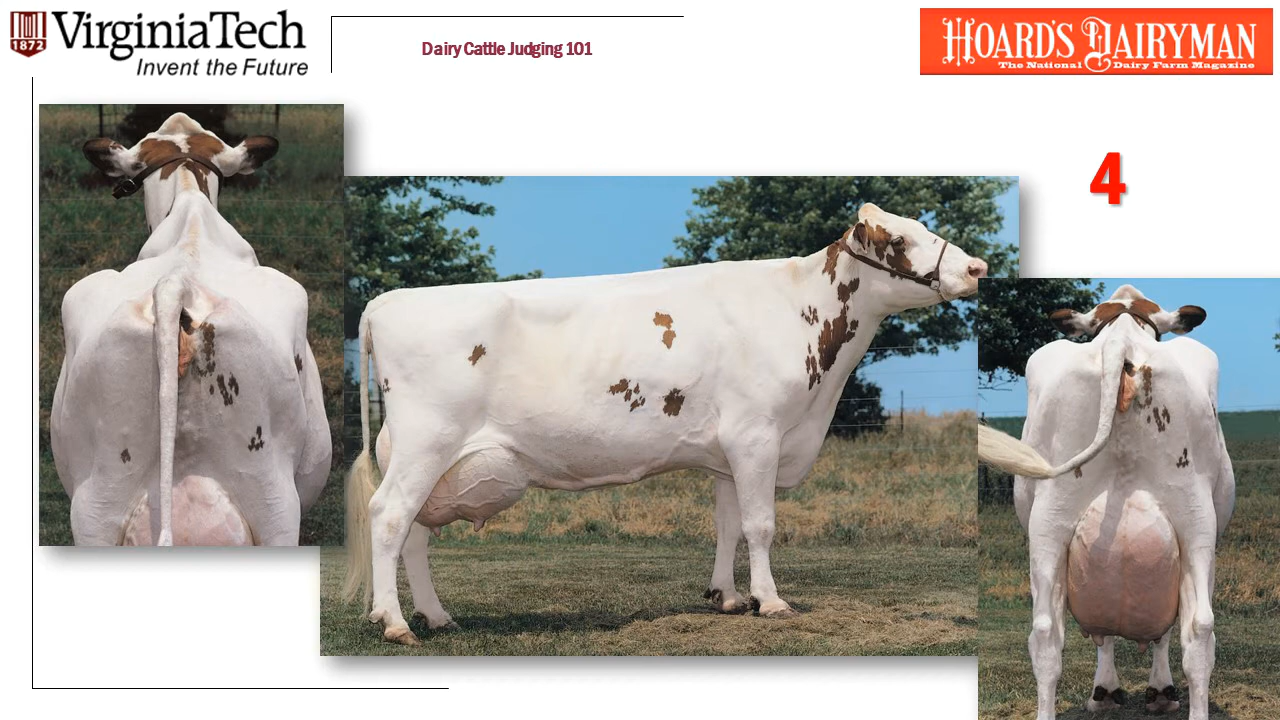 VirginiaTech
1872
Invent the Future
Dairy Cattle Judging 101
HOARD'S DAIRYMAN
The National Dairy Farm Magazine
4